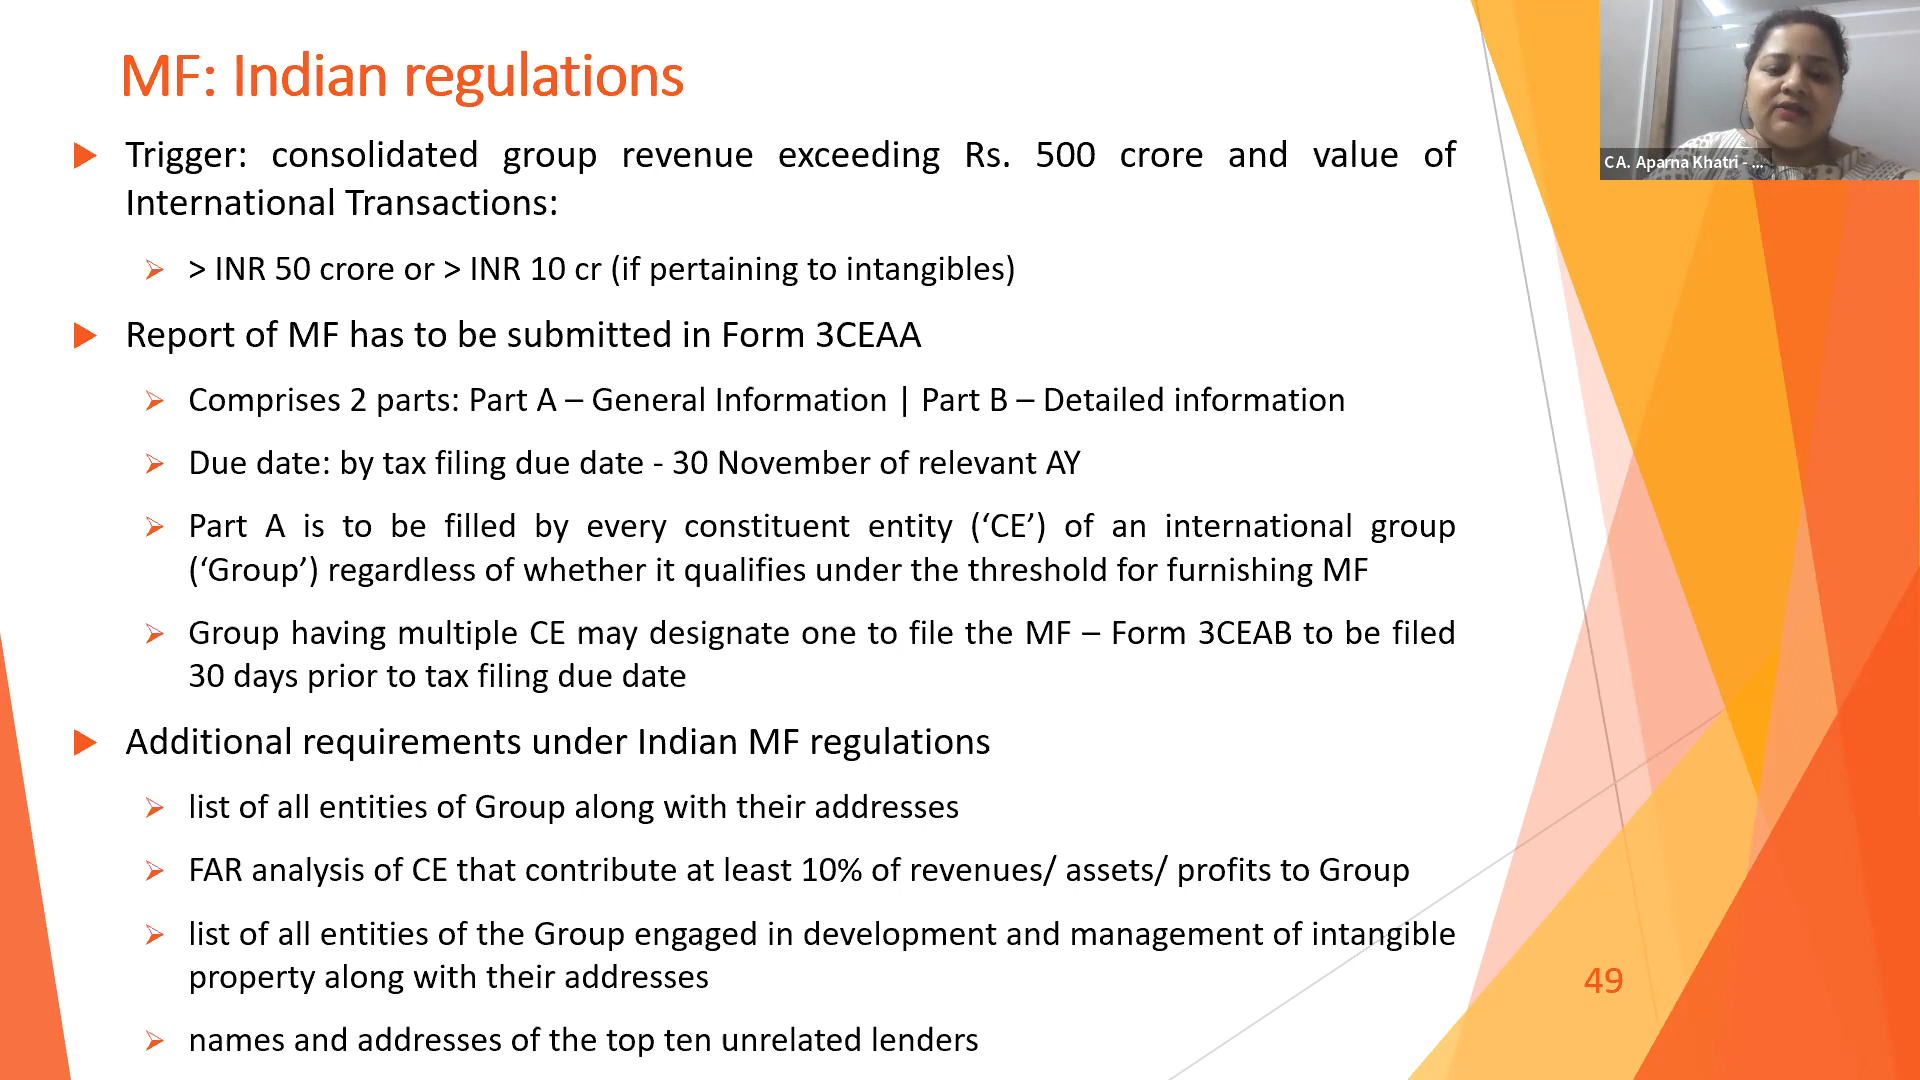 MF: Indian regulations
Trigger: consolidated group revenue exceeding Rs. 500 crore and value of
International Transactions:
> INR 50 crore or > INR 10 cr (if pertaining to intangibles)
Report of MF has to be submitted in Form 3CEAA
Comprises 2 parts: Part A – General Information | Part B – Detailed information
Due date: by tax filing due date - 30 November of relevant AY
Part A is to be filled by every constituent entity (‘CE’) of an international group
(‘Group’) regardless of whether it qualifies under the threshold for furnishing MF
Group having multiple CE may designate one to file the MF – Form 3CEAB to be filed
30 days prior to tax filing due date
Additional requirements under Indian MF regulations
list of all entities of Group along with their addresses
FAR analysis of CE that contribute at least 10% of revenues/ assets/ profits to Group
list of all entities of the Group engaged in development and management of intangible
property along with their addresses
names and addresses of the top ten unrelated lenders
49
CA. Aparna Khatri - ...